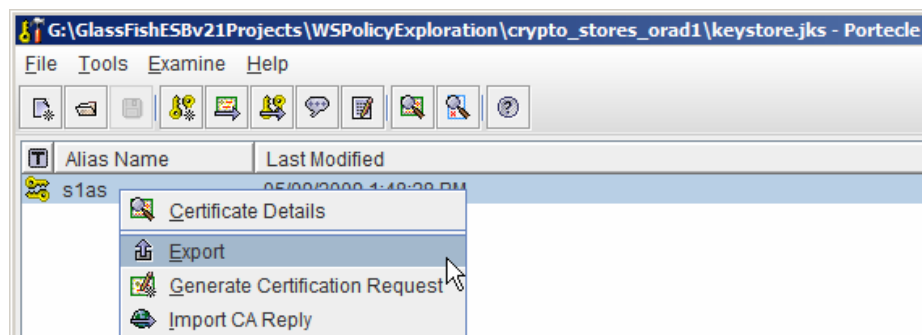 G:\GlassFishESBv21Projects\WSPolicyExploration\crypto_stores_orad1\keystore.jks - Portecle
File Tools Examine Help
T Alias Name Last Modified
s1as
Certificate Details
Export
Generate Certification Request
Import CA Reply